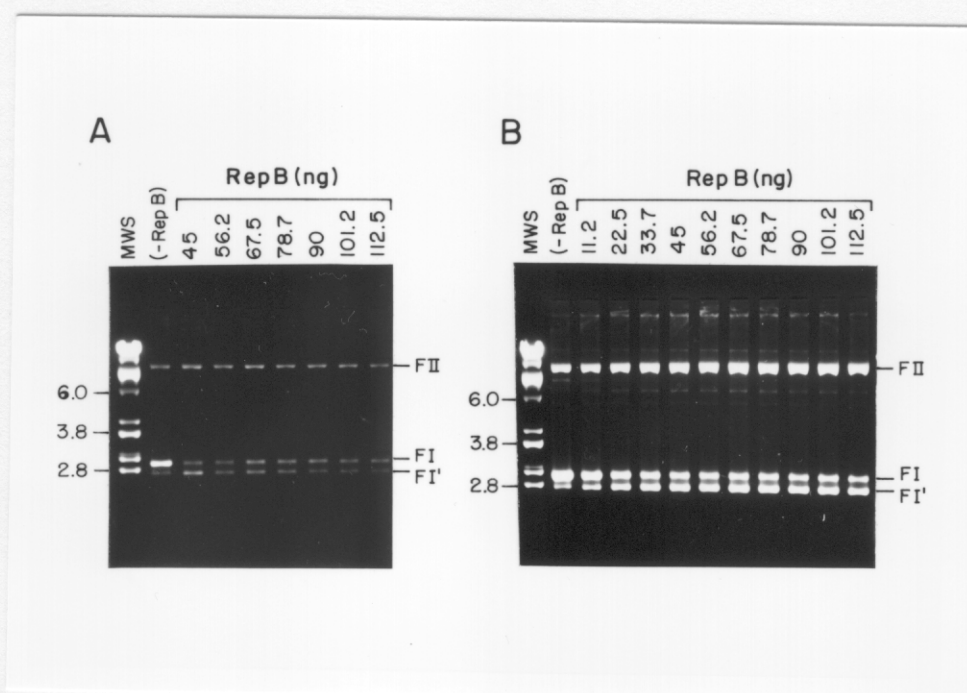 A
RepB (ng)
MWS
(-RepB)
45
56.2
67.5
78.7
90
101.2
112.5
FII
6.0
3.8
2.8
FI
FI'
B
Rep B (ng)
MWS
(-RepB)
11.2
22.5
33.7
45
56.2
67.5
78.7
90
101.2
112.5
FII
6.0
3.8
2.8
FI
FI'